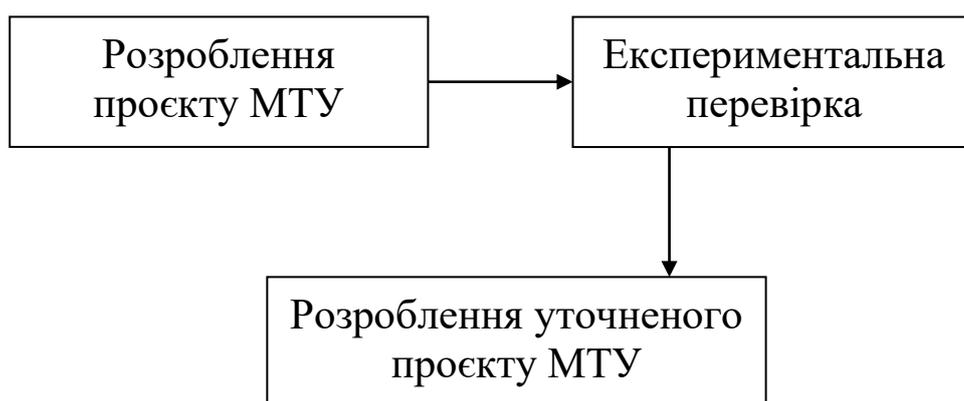 Розроблення
проєкту МТУ
Експериментальна
перевірка
Розроблення уточненого
проєкту МТУ